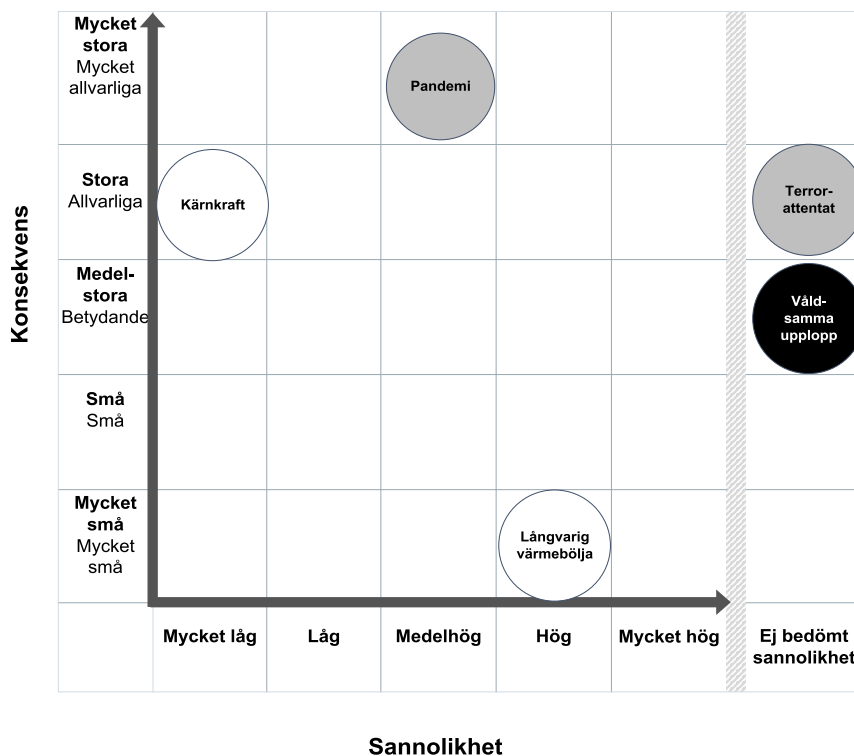 Mycket
stora
Mycket
allvarliga
Pandemi
Stora
Allvarliga
Kärnkraft
Terror-
attentat
Konsekvens
Medel-
stora
Betydande
Våld-
samma
upplopp
Små
Små
Mycket
små
Mycket
små
Långvarig
värmebölja
Mycket låg
Låg
Medelhög
Hög
Mycket hög
Ej bedömt
sannolikhet
Sannolikhet